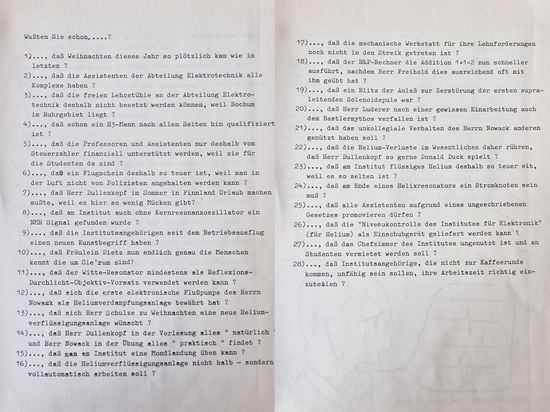 Wußten Sie schon,....?
1)..., daß Weihnachten dieses Jahr so plötzlich kam wie im
letzten ?
2)..., daß die Assistenten der Abteilung Elektrotechnik alle
Komplexe haben ?
3)..., daß die freien Lehrstühle an der Abteilung Elektro-
technik deshalb nicht besetzt werden können, weil Bochum
im Ruhrgebiet liegt ?
4)..., daß schon ein H3-Mann nach allen Seiten hin qualifiziert
ist ?
5)..., daß die Professoren und Assistenten nur deshalb vom
Steuerzahler finanziell unterstützt werden, weil sie für
die Studenten da sind ?
6)..., daß ein Flugschein deshalb so teuer ist, weil man in
der Luft nicht von Polizisten angehalten werden kann ?
7)..., daß Herr Dullenkopf im Sommer in Finnland Urlaub machen
mußte, weil es hier so wenig Mücken gibt?
8)..., daß am Institut auch ohne Kernresonanzossillator ein
NMR Signal gefunden wurde ?
9)..., daß die Institutsangehörigen seit dem Betriebsausflug
einen neuen Kunstbegriff haben ?
10)..., daß Fräulein Dietz nun endlich genau die Menschen
kennt die um Sie rum sind?
11)..., daß der Witte-Resonator mindestens als Reflexions-
Durchlicht-Objektiv-Vorsatz verwendet werden kann ?
12)..., daß sich die erste elektronische Flußpumpe des Herrn
Nowack als Heliumverdampfungsanlage bewährt hat ?
13)..., daß sich Herr Schulze zu Weihnachten eine neue Helium-
verflüssigungsanlage wünscht ?
14)..., daß Herr Dullenkopf in der Vorlesung alles " natürlich "
und Herr Nowack in der Übung alles " praktisch " findet ?
15)..., daß man am Institut eine Mondlandung üben kann ?
16)..., daß die Heliumverflüssigungsanlage nicht halb - sondern
vollautomatisch arbeiten soll ?
17)..., daß die mechanische Werkstatt für ihre Lohnforderungen
noch nicht in den Streik getreten ist ?
18)..., daß der HAP-Rechner die Addition 1+1=2 nun schneller
ausführt, nachdem Herr Freihold dies ausreichend oft mit
ihm geübt hat ?
19)..., daß ein Blitz der Anlaß zur Zerstörung der ersten supra-
leitenden Solenoidspule war ?
20)..., daß Herr Luderer nach einer gewissen Einarbeitung auch
dem Bastlermythos verfallen ist ?
21)..., daß das unkollegiale Verhalten des Herrn Nowack anderen
genützt haben soll ?
22)..., daß die Helium-Verluste im Wesentlichen daher rühren,
daß Herr Dullenkopf so gerne Donald Duck spielt ?
23)..., daß am Institut flüssiges Helium deshalb so teuer ist,
weil es so selten ist ?
24)..., daß am Ende eines Helixresonators ein Stromknoten sein
muß ?
25)..., daß alle Assistenten aufgrund eines ungeschriebenen
Gesetzes promovieren dürfen ?
26)..., daß die "Nivesukontrolle des Institutes für Elektronik"
(für Helium) als Einschubgerät geliefert werden kann ?
27)..., daß das Chefzimmer des Institutes ungenutzt ist und an
Studenten vermietet werden soll ?
28)..., daß Institutsangehörige, die nicht zur Kaffeerunde
kommen, unfähig sein sollen, ihre Arbeitszeit richtig ein-
zuteilen ?